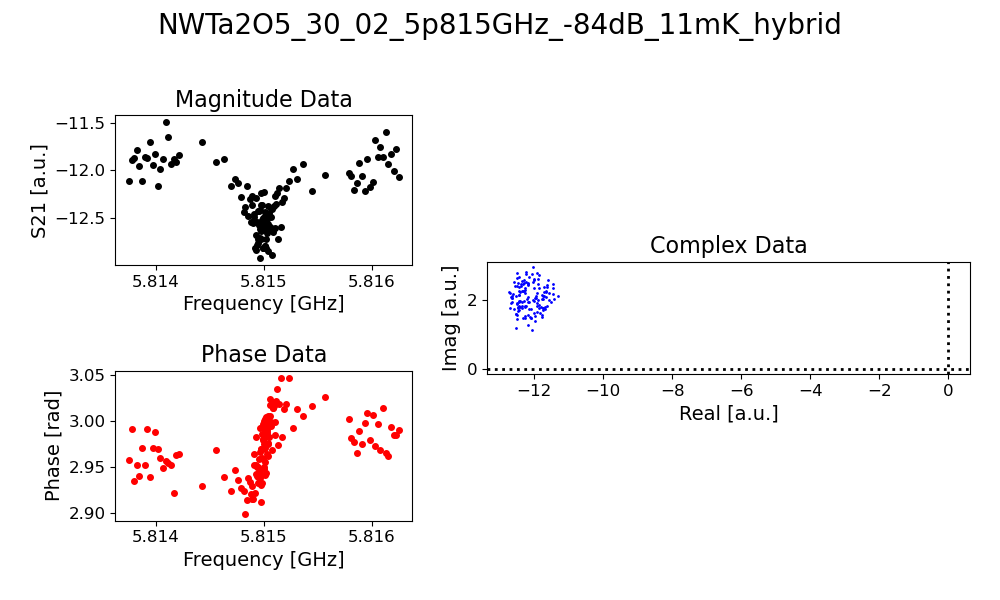 NWTa2O5_30_02_5p815GHz_-84dB_11mK_hybrid
Magnitude Data
−11.5
−12.0
−12.5
S21 [a.u.]
5.814 5.815 5.816
Frequency [GHz]
Phase Data
3.05
3.00
2.95
2.90
Phase [rad]
5.814 5.815 5.816
Frequency [GHz]
Complex Data
2
0
Imag [a.u.]
−12 −10 −8 −6 −4 −2 0
Real [a.u.]